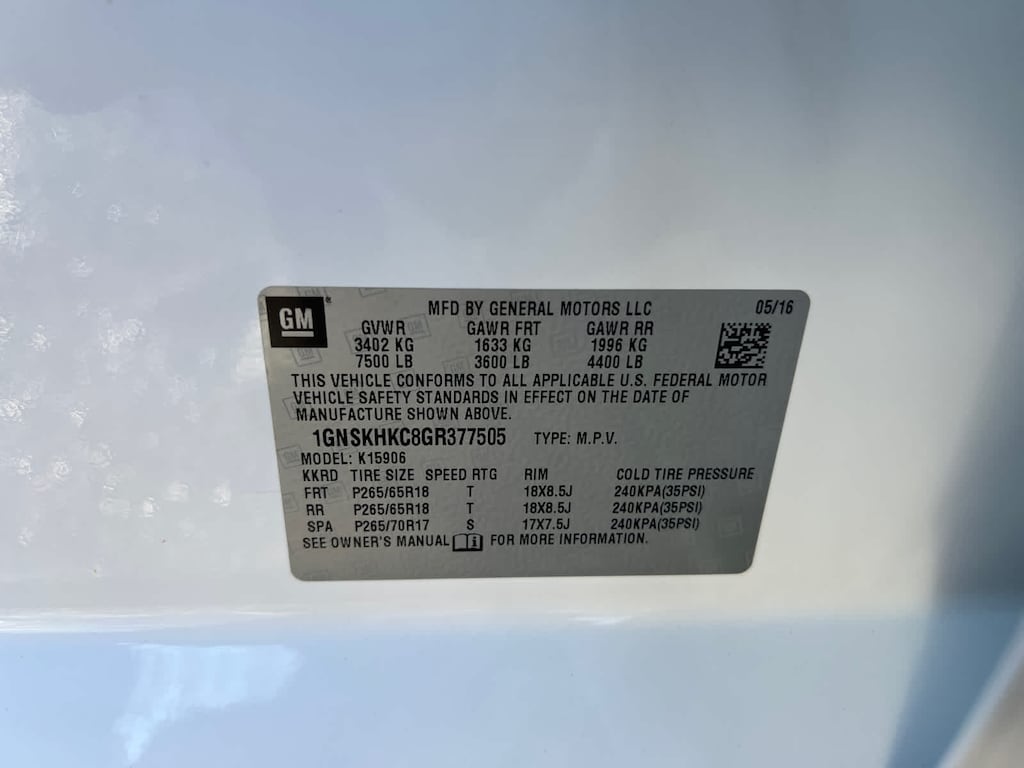 GM
MFD BY GENERAL MOTORS LLC 05/16
GVWR GAWR FRT GAWR RR
3402 KG 1633 KG 1996 KG
7500 LB 3600 LB 4400 LB
THIS VEHICLE CONFORMS TO ALL APPLICABLE U.S. FEDERAL MOTOR
VEHICLE SAFETY STANDARDS IN EFFECT ON THE DATE OF
MANUFACTURE SHOWN ABOVE.
1GNSKHKC8GR377505 TYPE: M.P.V.
MODEL: K15906
KKRD TIRE SIZE SPEED RTG RIM COLD TIRE PRESSURE
FRT P265/65R18 T 18X8.5J 240KPA(35PSI)
RR P265/65R18 T 18X8.5J 240KPA(35PSI)
SPA P265/70R17 S 17X7.5J 240KPA(35PSI)
SEE OWNER'S MANUAL FOR MORE INFORMATION.